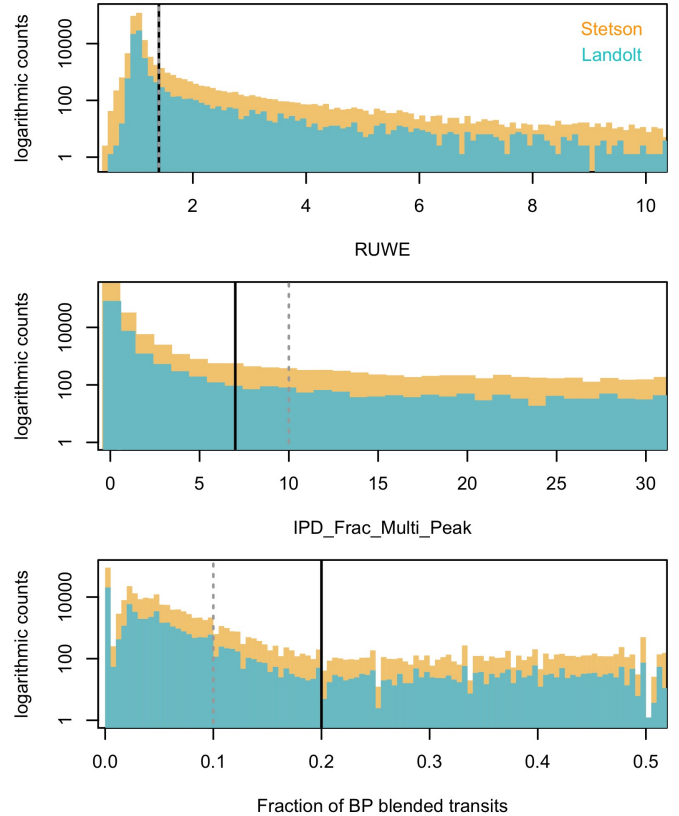 logarithmic counts
10000
100
1
Stetson
Landolt
2 4 6 8 10
RUWE
logarithmic counts
10000
100
1
0 5 10 15 20 25 30
IPD_Frac_Multi_Peak
logarithmic counts
10000
100
1
0.0 0.1 0.2 0.3 0.4 0.5
Fraction of BP blended transits